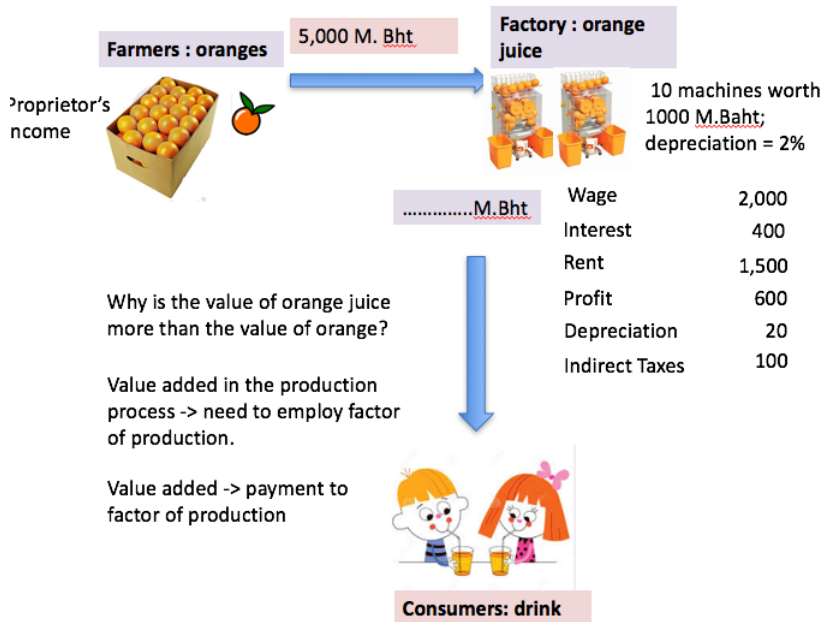 Farmers : oranges
5,000 M. Bht
Factory : orange
juice
Proprietor's
ncome
10 machines worth
1000 M.Baht;
depreciation = 2%
..............M.Bht
Wage 2,000
Interest 400
Rent 1,500
Profit 600
Depreciation 20
Indirect Taxes 100
Why is the value of orange juice
more than the value of orange?
Value added in the production
process -> need to employ factor
of production.
Value added -> payment to
factor of production
Consumers: drink